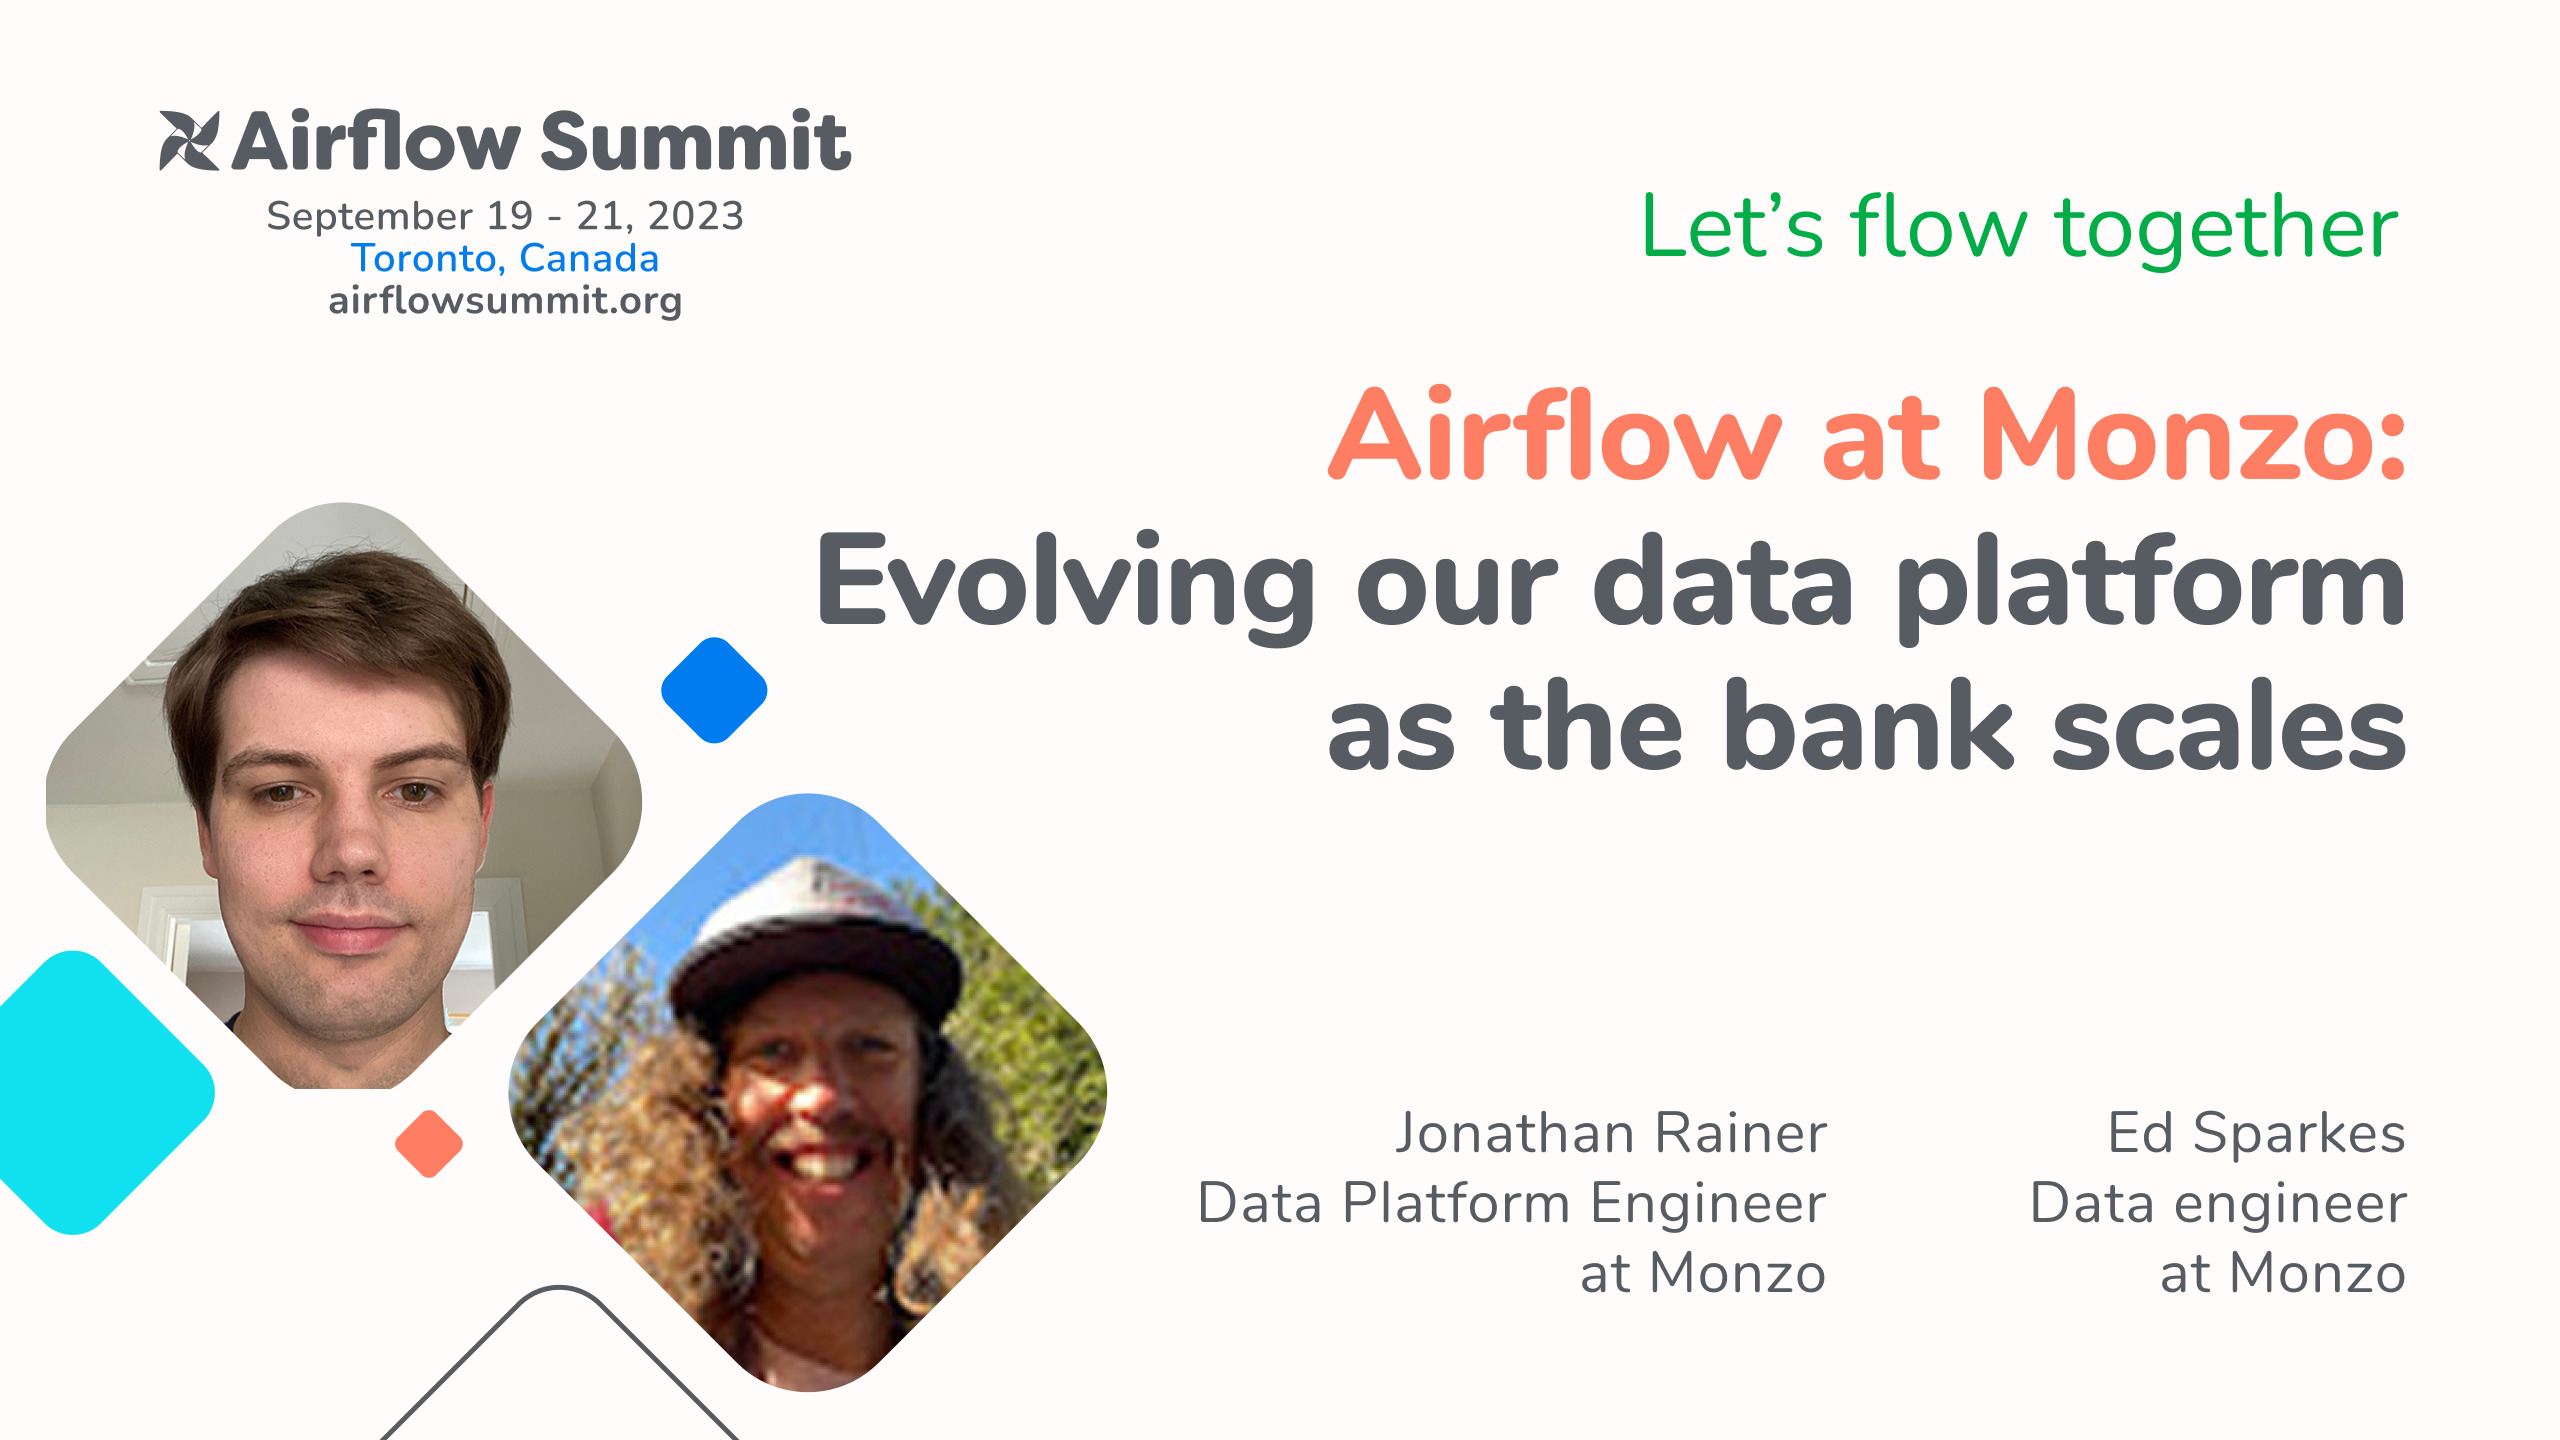 Airflow Summit
September 19 - 21, 2023
Toronto, Canada
airflowsummit.org
Let’s flow together
Airflow at Monzo:
Evolving our data platform
as the bank scales
Jonathan Rainer
Data Platform Engineer
at Monzo
Ed Sparkes
Data engineer
at Monzo